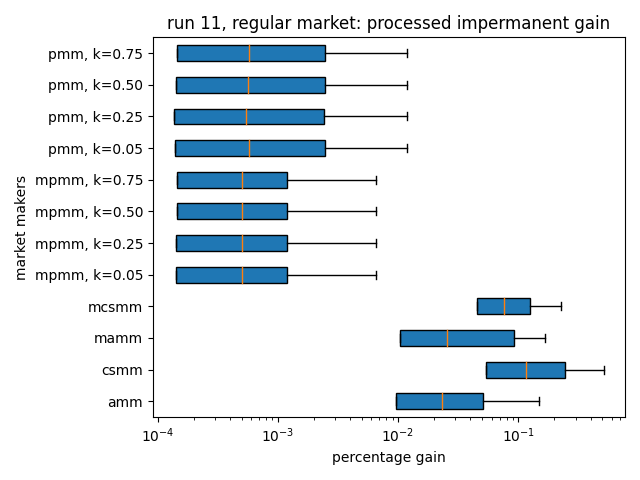 run 11, regular market: processed impermanent gain
pmm, k=0.75
pmm, k=0.50
pmm, k=0.25
pmm, k=0.05
mpmm, k=0.75
mpmm, k=0.50
mpmm, k=0.25
mpmm, k=0.05
mcsmm
mamm
csmm
amm
market makers
10⁻⁴ 10⁻³ 10⁻² 10⁻¹
percentage gain